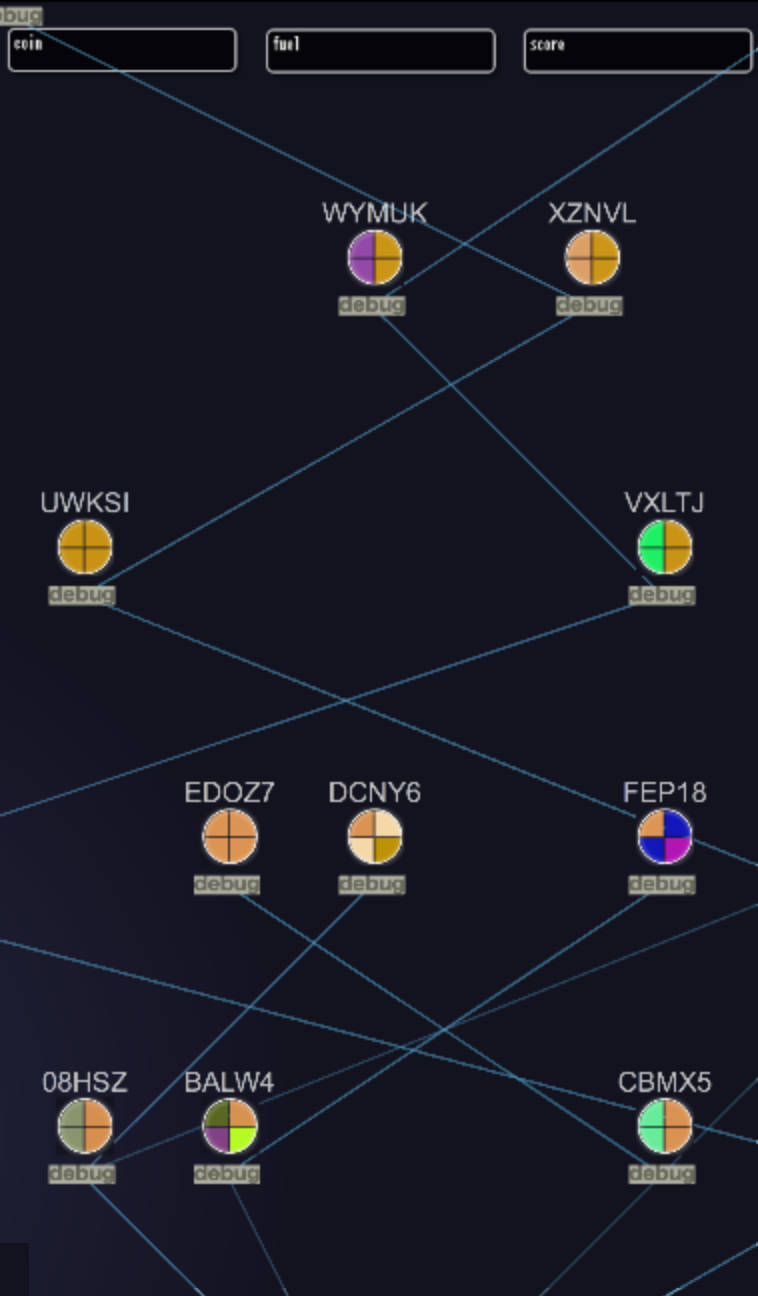 debug
coin fuel score
WYMUK XZNVL
debug debug
UWKSI VXLTJ
debug debug
EDOZ7 DCNY6 FEP18
debug debug debug
08HSZ BALW4 CBMX5
debug debug debug